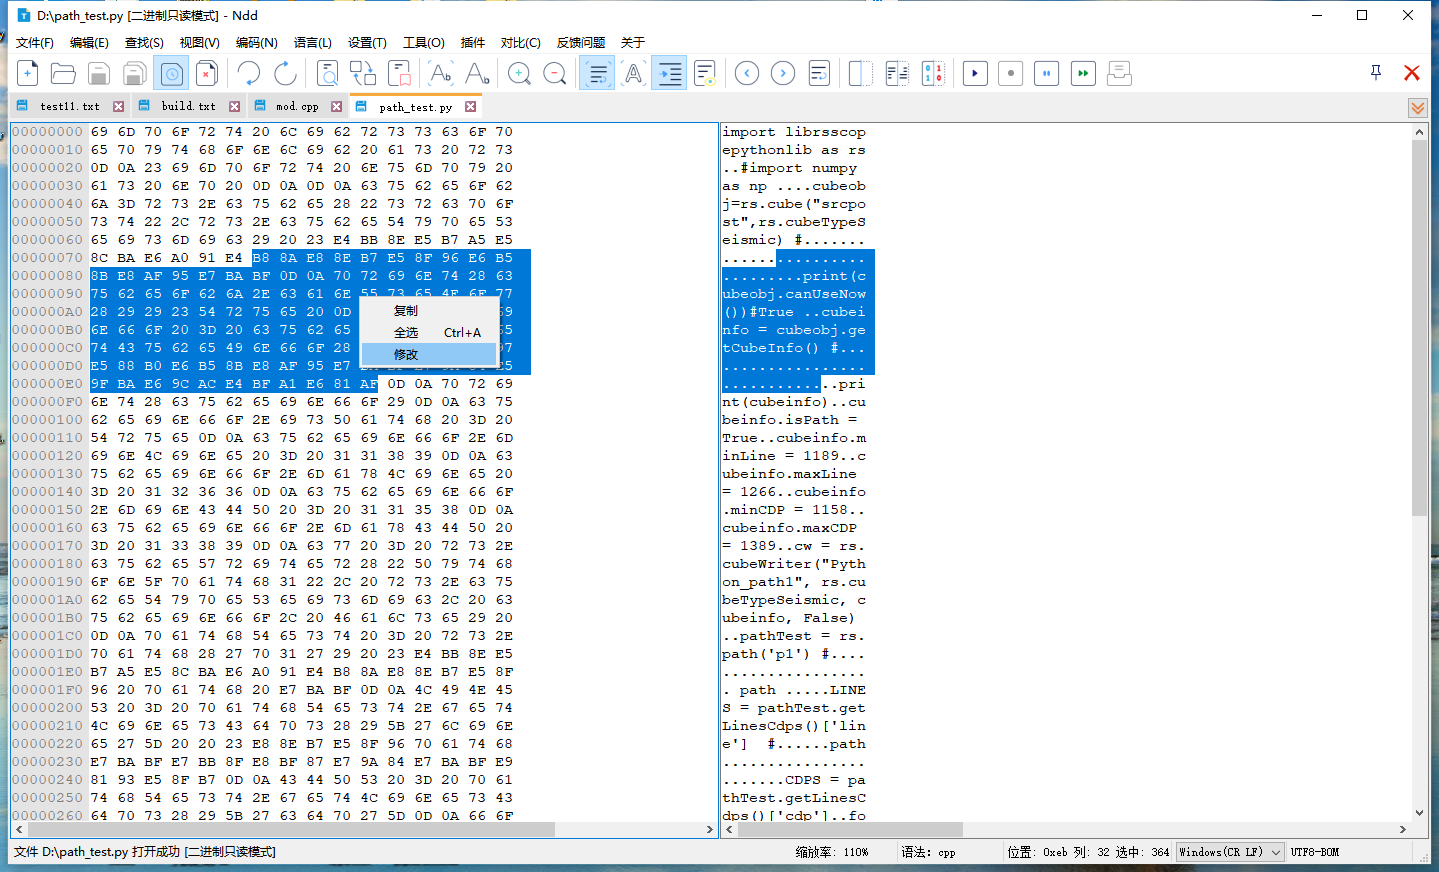 D:\path_test.py [二进制只读模式] - Ndd
文件(F) 编辑(E) 查找(S) 视图(V) 编码(N) 语言(L) 设置(T) 工具(O) 插件 对比(C) 反馈问题 关于
test11.txt build.txt mod.cpp path_test.py
00000000 69 6D 70 6F 72 74 20 6C 69 62 72 73 73 63 6F 70 import librsscop
00000010 65 70 79 74 68 6F 6E 6C 69 62 20 61 73 20 72 73 epythonlib as rs
00000020 0D 0A 23 69 6D 70 6F 72 74 20 6E 75 6D 70 79 20 ..#import numpy
00000030 61 73 20 6E 70 20 0D 0A 0D 0A 63 75 62 65 6F 62 as np ....cubeob
00000040 6A 3D 72 73 2E 63 75 62 65 28 22 73 72 63 70 6F j=rs.cube("srcpo
00000050 73 74 22 2C 72 73 2E 63 75 62 65 54 79 70 65 53 st",rs.cubeTypeS
00000060 65 69 73 6D 69 63 29 20 23 E4 BB 8E E5 B7 A5 E5 eismic) #.......
00000070 8C BA E6 A0 91 E4 B8 8A E8 8E B7 E5 8F 96 E6 B5 ................
00000080 8B E8 AF 95 E7 BA BF 0D 0A 70 72 69 6E 74 28 63 .........print(c
00000090 75 62 65 6F 62 6A 2E 63 61 6E 55 73 65 4E 6F 77 ubeobj.canUseNow
000000A0 28 29 29 23 54 72 75 65 20 0D 69 ())#True ..cubei
000000B0 6E 66 6F 20 3D 20 63 75 62 65 65 nfo = cubeobj.ge
000000C0 74 43 75 62 65 49 6E 66 6F 28 97 tCubeInfo() #...
000000D0 E5 88 B0 E6 B5 8B E8 AF 95 E7 E5 ................
000000E0 9F BA E6 9C AC E4 BF A1 E6 81 AF 0D 0A 70 72 69 .............pri
000000F0 6E 74 28 63 75 62 65 69 6E 66 6F 29 0D 0A 63 75 nt(cubeinfo)..cu
00000100 62 65 69 6E 66 6F 2E 69 73 50 61 74 68 20 3D 20 beinfo.isPath =
00000110 54 72 75 65 0D 0A 63 75 62 65 69 6E 66 6F 2E 6D True..cubeinfo.m
00000120 69 6E 4C 69 6E 65 20 3D 20 31 31 38 39 0D 0A 63 inLine = 1189..c
00000130 75 62 65 69 6E 66 6F 2E 6D 61 78 4C 69 6E 65 20 ubeinfo.maxLine
00000140 3D 20 31 32 36 36 0D 0A 63 75 62 65 69 6E 66 6F = 1266..cubeinfo
00000150 2E 6D 69 6E 43 44 50 20 3D 20 31 31 35 38 0D 0A .minCDP = 1158..
00000160 63 75 62 65 69 6E 66 6F 2E 6D 61 78 43 44 50 20 cubeinfo.maxCDP
00000170 3D 20 31 33 38 39 0D 0A 63 77 20 3D 20 72 73 2E = 1389..cw = rs.
00000180 63 75 62 65 57 72 69 74 65 72 28 22 50 79 74 68 cubeWriter("Pyth
00000190 6F 6E 5F 70 61 74 68 31 22 2C 20 72 73 2E 63 75 on_path1", rs.cu
000001A0 62 65 54 79 70 65 53 65 69 73 6D 69 63 2C 20 63 beTypeSeismic, c
000001B0 75 62 65 69 6E 66 6F 2C 20 46 61 6C 73 65 29 20 ubeinfo, False)
000001C0 0D 0A 70 61 74 68 54 65 73 74 20 3D 20 72 73 2E ..pathTest = rs.
000001D0 70 61 74 68 28 27 70 31 27 29 20 23 E4 BB 8E E5 path('p1') #....
000001E0 B7 A5 E5 8C BA E6 A0 91 E4 B8 8A E8 8E B7 E5 8F ................
000001F0 96 20 70 61 74 68 20 E7 BA BF 0D 0A 4C 49 4E 45 . path .....LINE
00000200 53 20 3D 20 70 61 74 68 54 65 73 74 2E 67 65 74 S = pathTest.get
00000210 4C 69 6E 65 73 43 64 70 73 28 29 5B 27 6C 69 6E LinesCdps()['lin
00000220 65 27 5D 20 20 23 E8 8E B7 E5 8F 96 70 61 74 68 e']  #......path
00000230 E7 BA BF E7 BB 8F E8 BF 87 E7 9A 84 E7 BA BF E9 ................
00000240 81 93 E5 8F B7 0D 0A 43 44 50 53 20 3D 20 70 61 .......CDPS = pa
00000250 74 68 54 65 73 74 2E 67 65 74 4C 69 6E 65 73 43 thTest.getLinesC
00000260 64 70 73 28 29 5B 27 63 64 70 27 5D 0D 0A 66 6F dps()['cdp']..fo
复制
全选 Ctrl+A
修改
文件 D:\path_test.py 打开成功 [二进制只读模式] 缩放率: 110% 语法: cpp 位置: 0xeb 列: 32 选中: 364 Windows(CR LF) UTF8-BOM